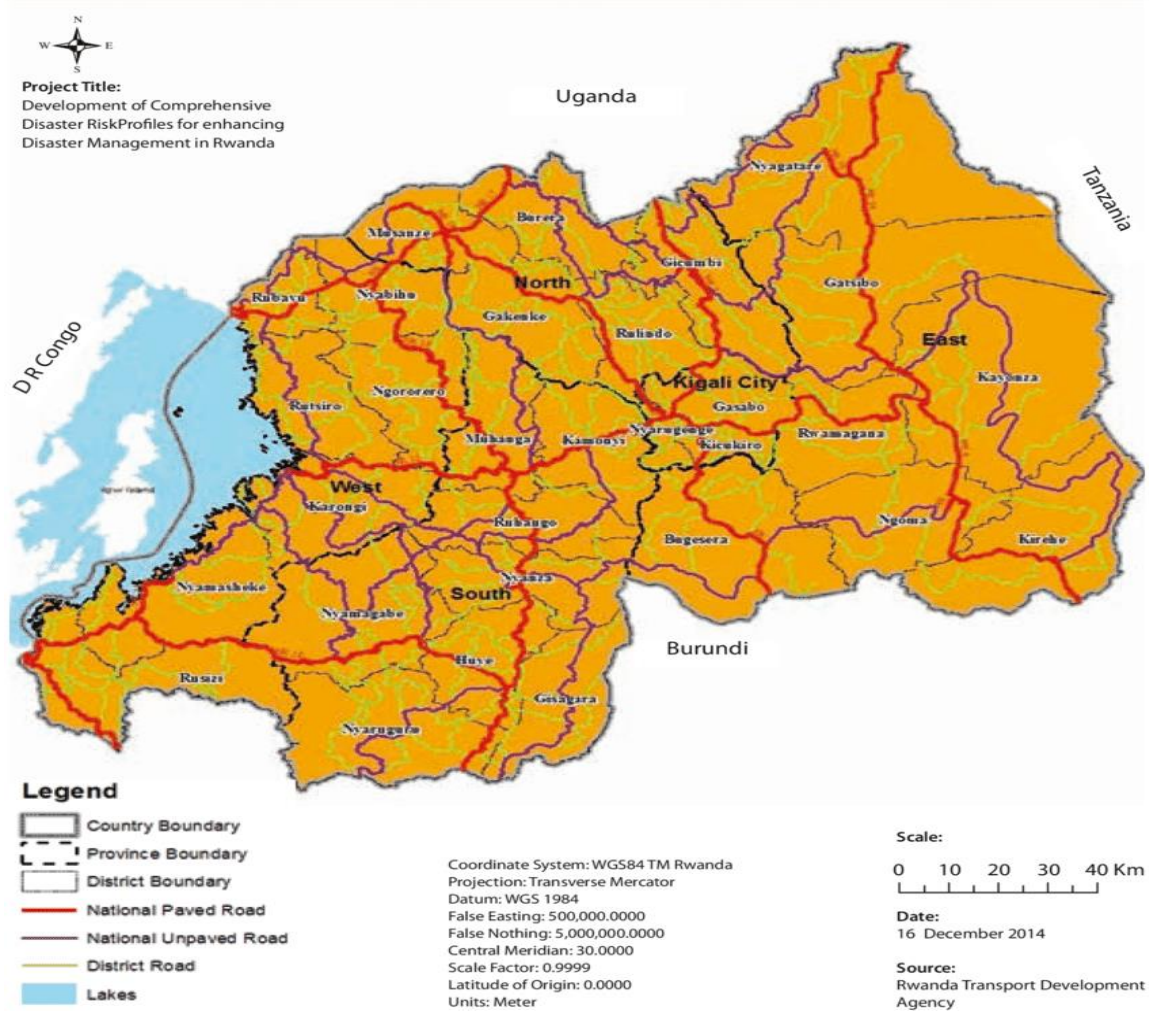 N
W E
S
Project Title:
Development of Comprehensive
Disaster RiskProfiles for enhancing
Disaster Management in Rwanda
Uganda
Tanzania
D R Congo
Burundi
Nyagatare
Burera
Musanze
Gicumbi
North
Gatsibo
Rubavu
Nyabihu
Gakenke
Rulindo
East
Kayonza
Kigali City
Ngororero
Rutsiro
Gasabo
Nyarugenge
Rwamagana
Muhanga
Kamonyi
Kicukiro
West
Karongi
Ruhango
Ngoma
Bugesera
Kirehe
Nyamasheke
Nyanza
South
Nyamagabe
Huye
Rusizi
Gisagara
Nyaruguru
Legend
Country Boundary
Province Boundary
District Boundary
National Paved Road
National Unpaved Road
District Road
Lakes
Coordinate System: WGS84 TM Rwanda
Projection: Transverse Mercator
Datum: WGS 1984
False Easting: 500,000.0000
False Nothing: 5,000,000.0000
Central Meridian: 30.0000
Scale Factor: 0.9999
Latitude of Origin: 0.0000
Units: Meter
Scale:
0 10 20 30 40 Km
Date:
16 December 2014
Source:
Rwanda Transport Development
Agency